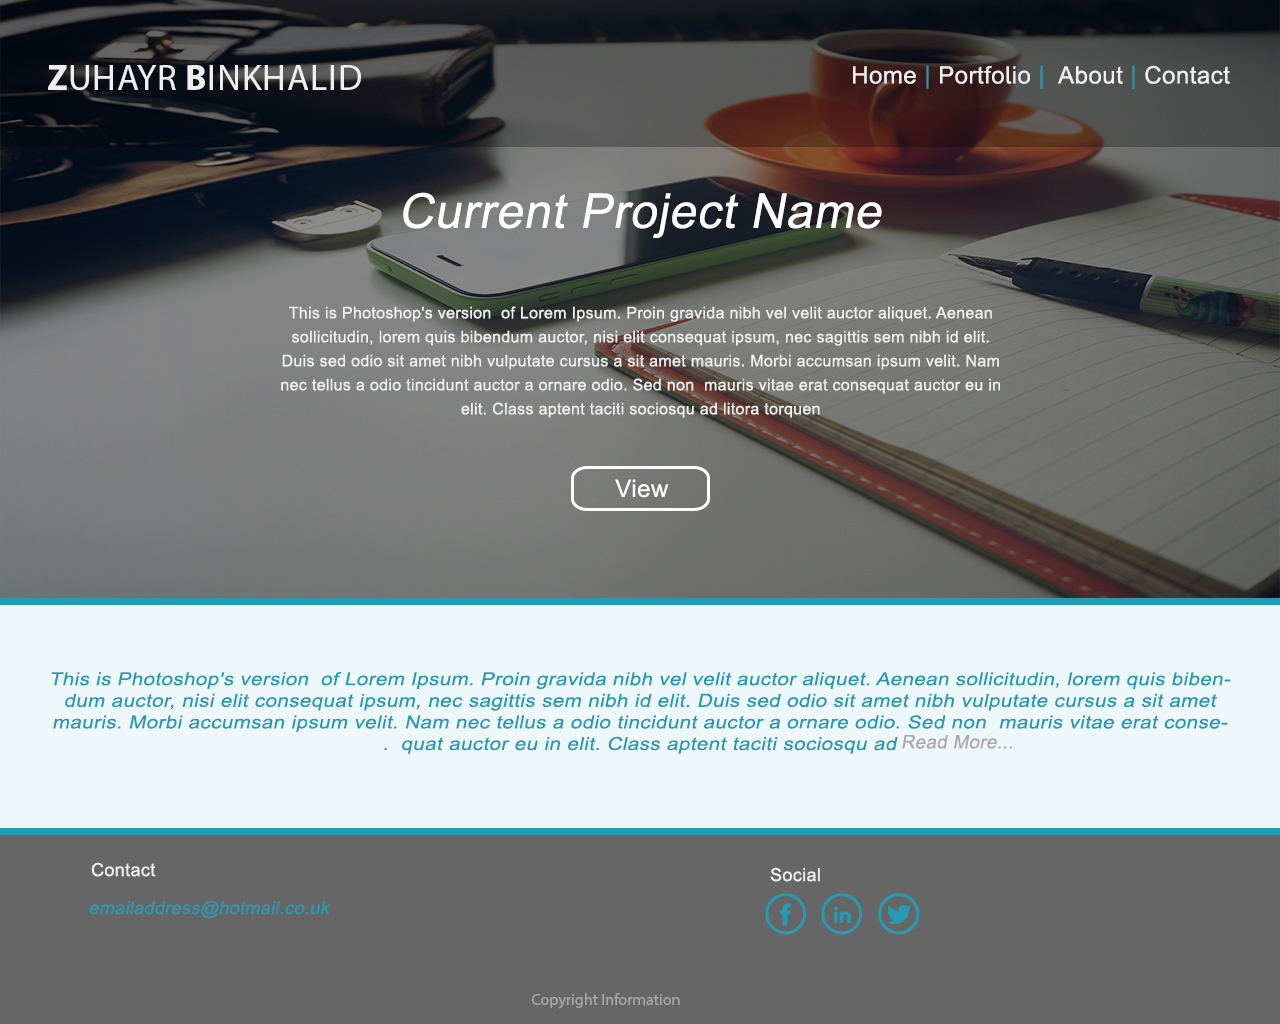 ZUHAYR BINKHALID
Home | Portfolio | About | Contact
Current Project Name
This is Photoshop's version  of Lorem Ipsum. Proin gravida nibh vel velit auctor aliquet. Aenean
sollicitudin, lorem quis bibendum auctor, nisi elit consequat ipsum, nec sagittis sem nibh id elit.
Duis sed odio sit amet nibh vulputate cursus a sit amet mauris. Morbi accumsan ipsum velit. Nam
nec tellus a odio tincidunt auctor a ornare odio. Sed non  mauris vitae erat consequat auctor eu in
elit. Class aptent taciti sociosqu ad litora torquen
View
This is Photoshop's version  of Lorem Ipsum. Proin gravida nibh vel velit auctor aliquet. Aenean sollicitudin, lorem quis biben-
dum auctor, nisi elit consequat ipsum, nec sagittis sem nibh id elit. Duis sed odio sit amet nibh vulputate cursus a sit amet
mauris. Morbi accumsan ipsum velit. Nam nec tellus a odio tincidunt auctor a ornare odio. Sed non  mauris vitae erat conse-
.  quat auctor eu in elit. Class aptent taciti sociosqu ad Read More...
Contact
Social
emailaddress@hotmail.co.uk
f in
Copyright Information